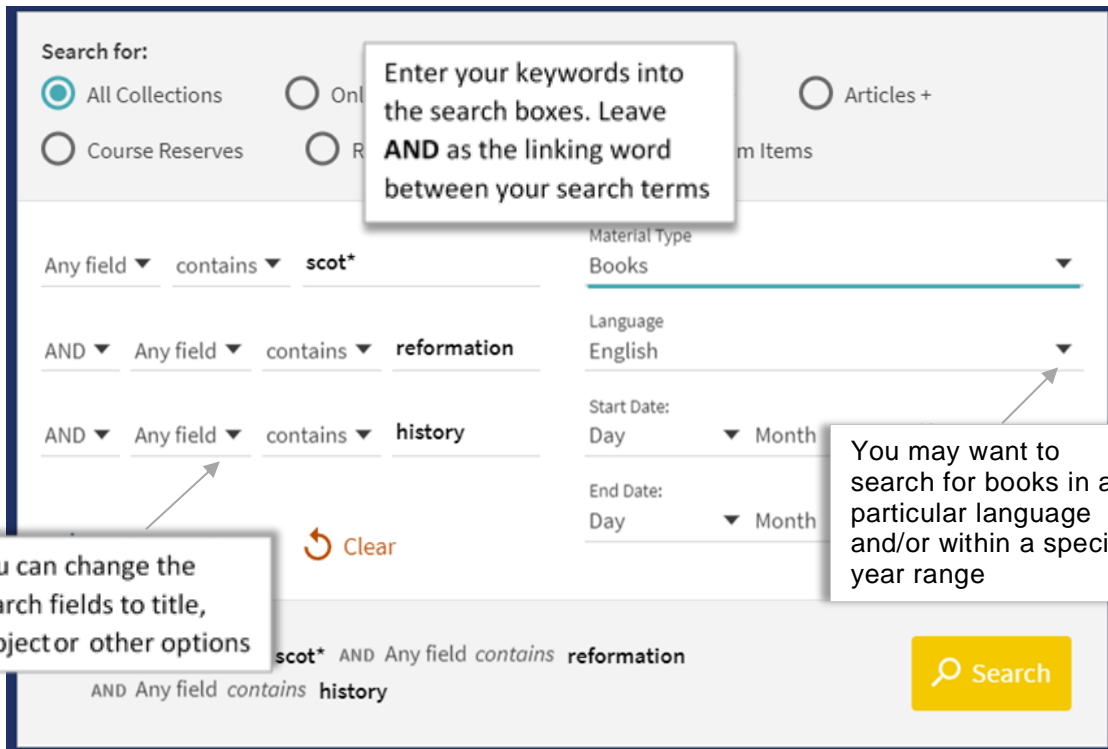 Search for:
All Collections
Articles +
Course Reserves
Items
Enter your keywords into
the search boxes. Leave
AND as the linking word
between your search terms
Any field contains scot*
AND Any field contains reformation
AND Any field contains history
Material Type
Books
Language
English
Start Date:
Day Month
End Date:
Day Month
You may want to
search for books in
particular language
and/or within a
year range
Clear
can change the
fields to title,
or other options
scot* AND Any field contains reformation
AND Any field contains history
Search